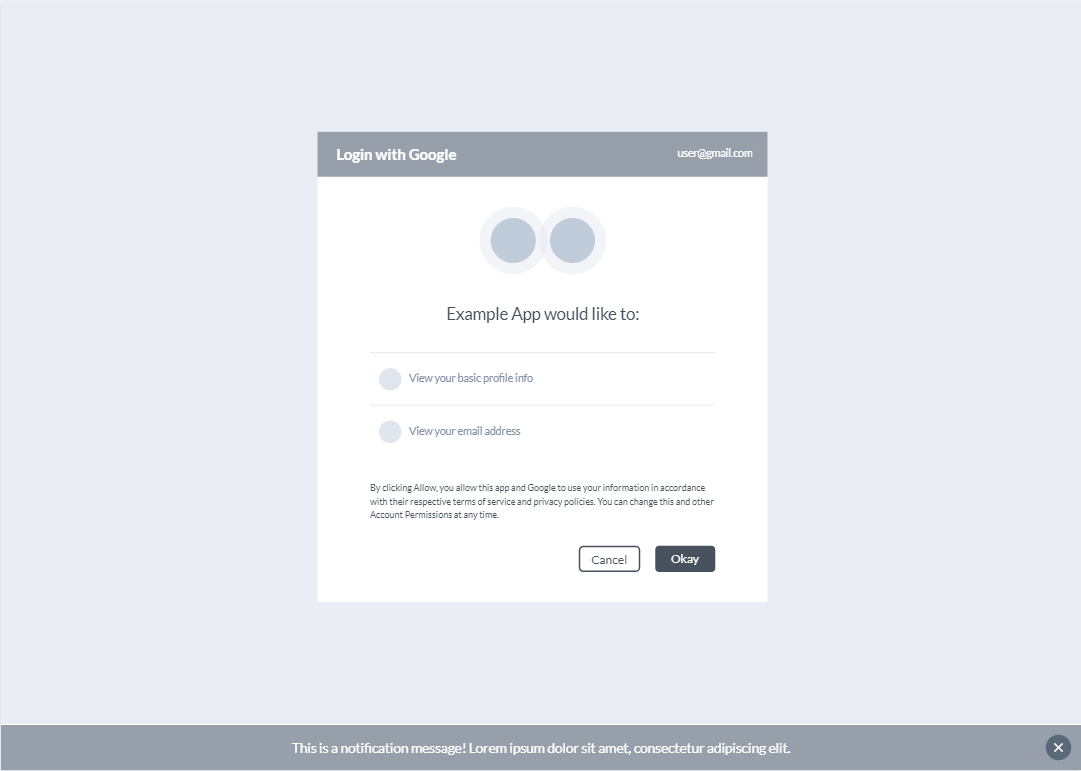 Login with Google
user@gmail.com
Example App would like to:
View your basic profile info
View your email address
By clicking Allow, you allow this app and Google to use your information in accordance
with their respective terms of service and privacy policies. You can change this and other
Account Permissions at any time.
Cancel
Okay
This is a notification message! Lorem ipsum dolor sit amet, consectetur adipiscing elit.